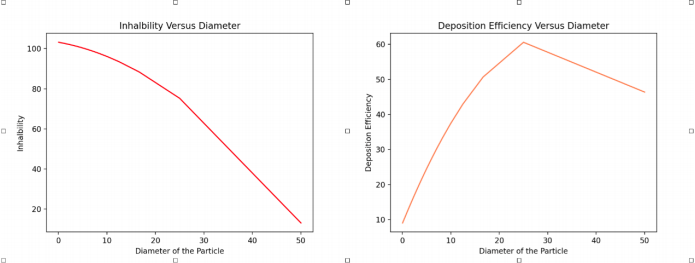 Inhalbility Versus Diameter
100
80
60
40
20
Inhalbility
0 10 20 30 40 50
Diameter of the Particle
Deposition Efficiency Versus Diameter
60
50
40
30
20
10
Deposition Efficiency
0 10 20 30 40 50
Diameter of the Particle